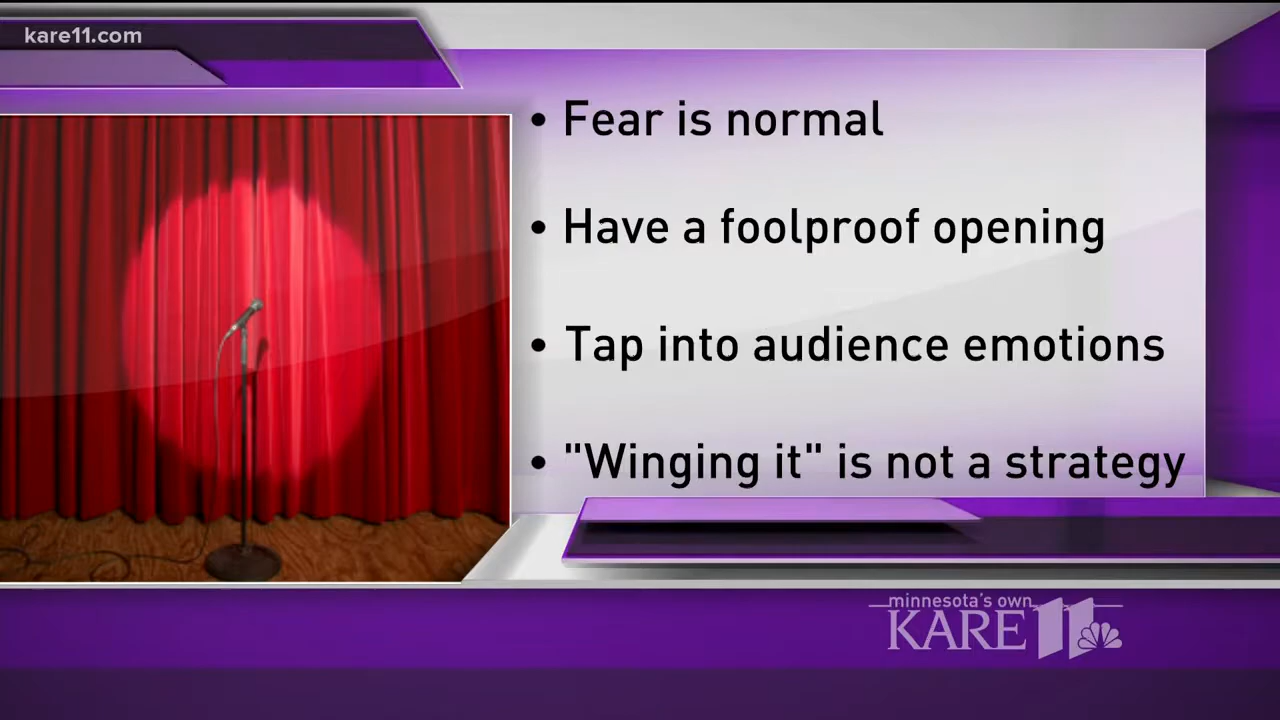 kare11.com
• Fear is normal
• Have a foolproof opening
• Tap into audience emotions
• "Winging it" is not a strategy
minnesota's own
KARE 11